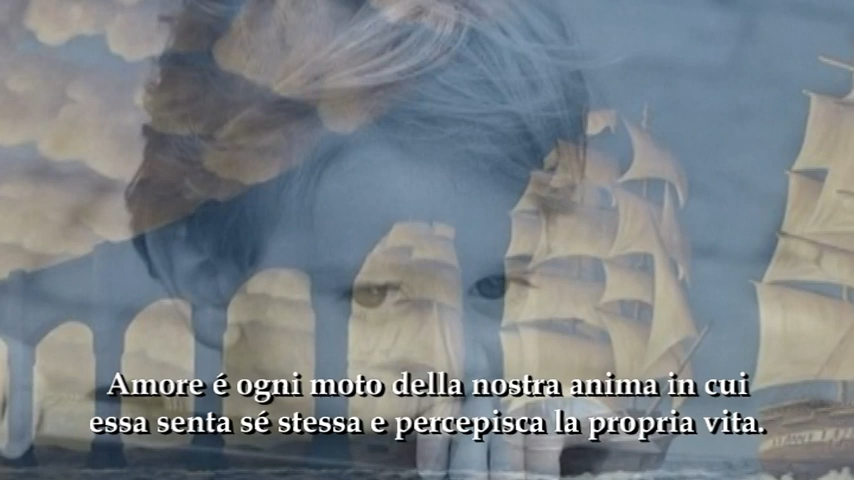 Amore é ogni moto della nostra anima in cui
essa senta sé stessa e percepisca la propria vita.